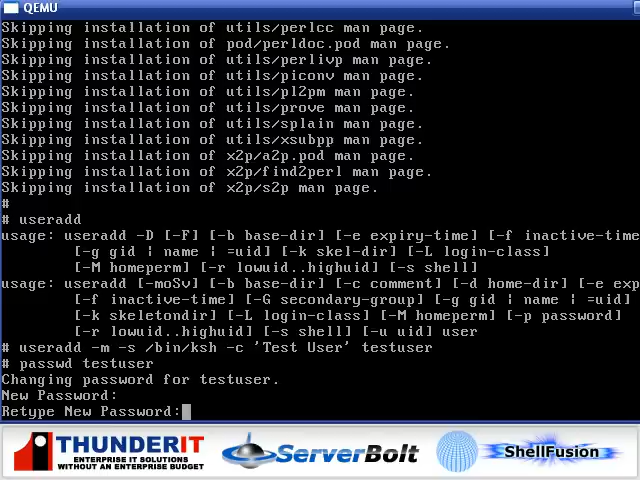 QEMU
Skipping installation of utils/perlcc man page.
Skipping installation of pod/perldoc.pod man page.
Skipping installation of utils/perlivp man page.
Skipping installation of utils/piconv man page.
Skipping installation of utils/pl2pm man page.
Skipping installation of utils/prove man page.
Skipping installation of utils/splain man page.
Skipping installation of utils/xsubpp man page.
Skipping installation of x2p/a2p.pod man page.
Skipping installation of x2p/find2perl man page.
Skipping installation of x2p/s2p man page.
#
# useradd
usage: useradd -D [-F] [-b base-dir] [-e expiry-time] [-f inactive-time
[-g gid ¦ name ¦ =uid] [-k skel-dir] [-L login-class]
[-M homeperm] [-r lowuid..highuid] [-s shell]
usage: useradd [-moSv] [-b base-dir] [-c comment] [-d home-dir] [-e exp
[-f inactive-time] [-G secondary-group] [-g gid ¦ name ¦ =uid]
[-k skeletondir] [-L login-class] [-M homeperm] [-p password]
[-r lowuid..highuid] [-s shell] [-u uid] user
# useradd -m -s /bin/ksh -c 'Test User' testuser
# passwd testuser
Changing password for testuser.
New Password:
Retype New Password:
THUNDERIT
ENTERPRISE IT SOLUTIONS
WITHOUT AN ENTERPRISE BUDGET
ServerBolt
ShellFusion